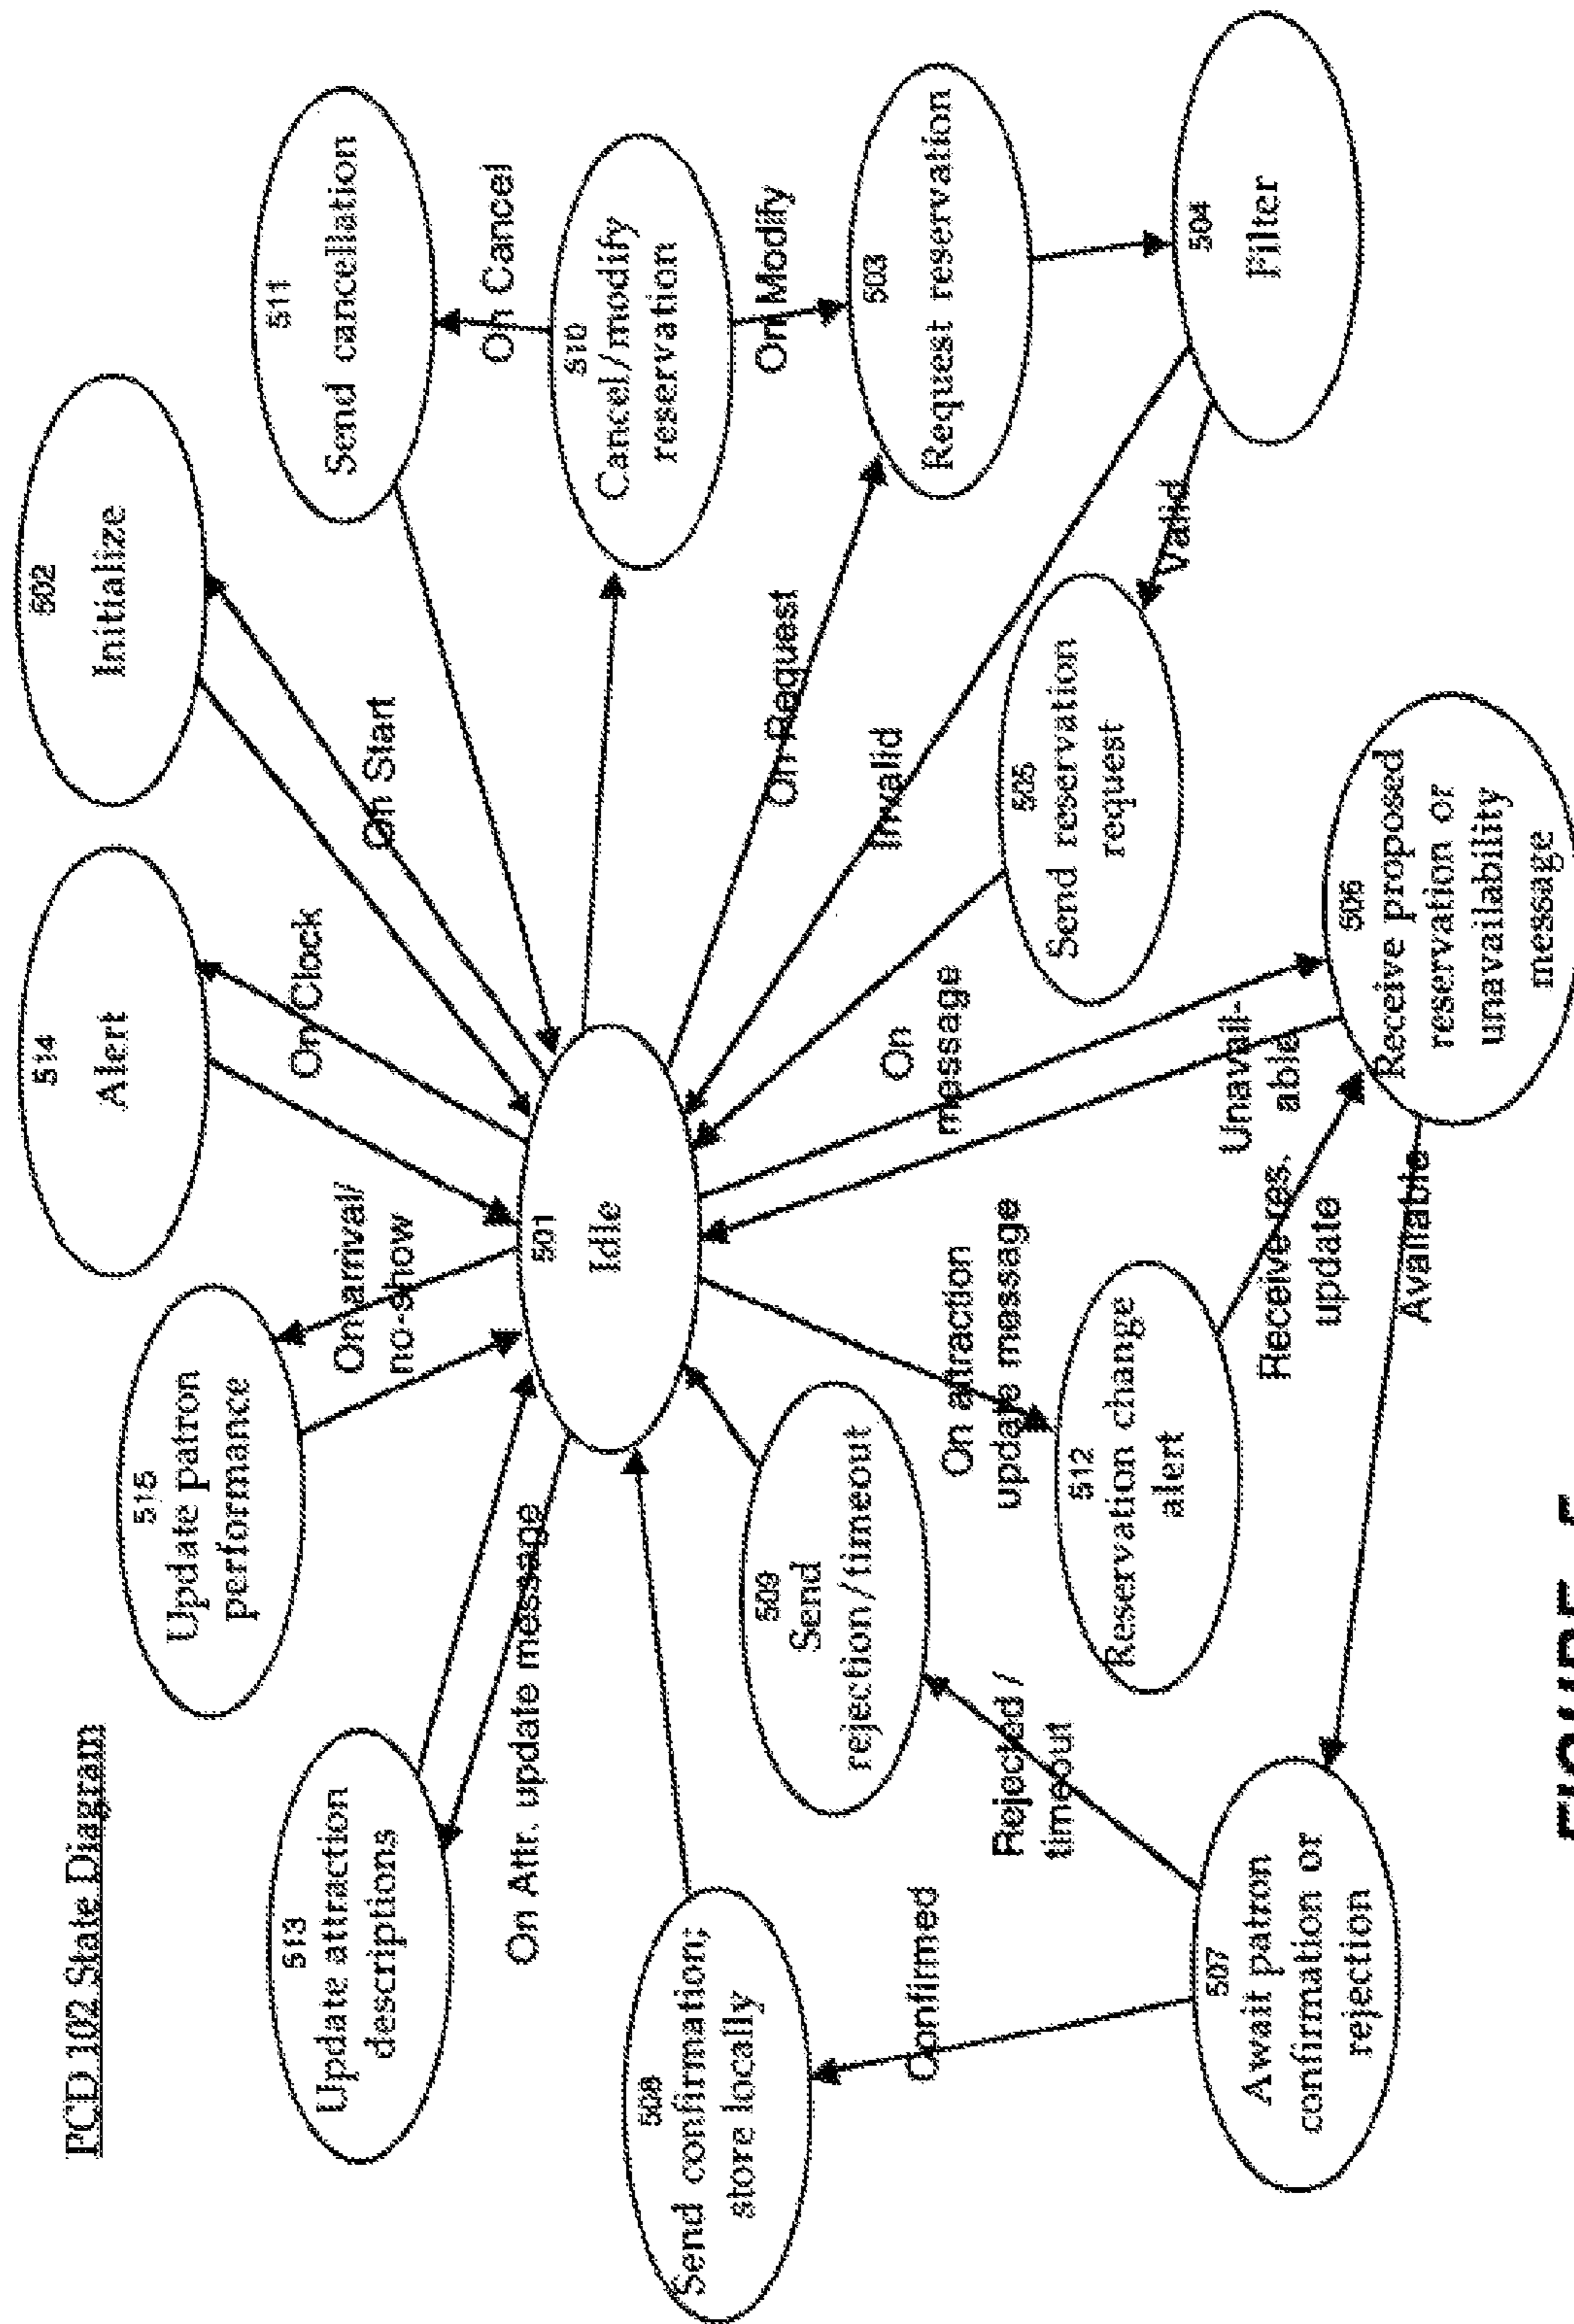 PCD 102 State Diagram
514
Alert
502
Initialize
515
Update patron
performance
On Clock
On Start
511
Send cancellation
513
Update attraction
descriptions
On arrival/
no-show
On Cancel
On Attr. update message
501
Idle
510
Cancel/modify
reservation
508
Send confirmation;
store locally
509
Send
rejection/timeout
On Request
On Modify
503
Request reservation
Invalid
Confirmed
Rejected /
timeout
On attraction
update message
On
message
505
Send reservation
request
Valid
504
Filter
512
Reservation change
alert
Unavail-
able
Receive res.
update
507
Await patron
confirmation or
rejection
Available
506
Receive proposed
reservation or
unavailability
message